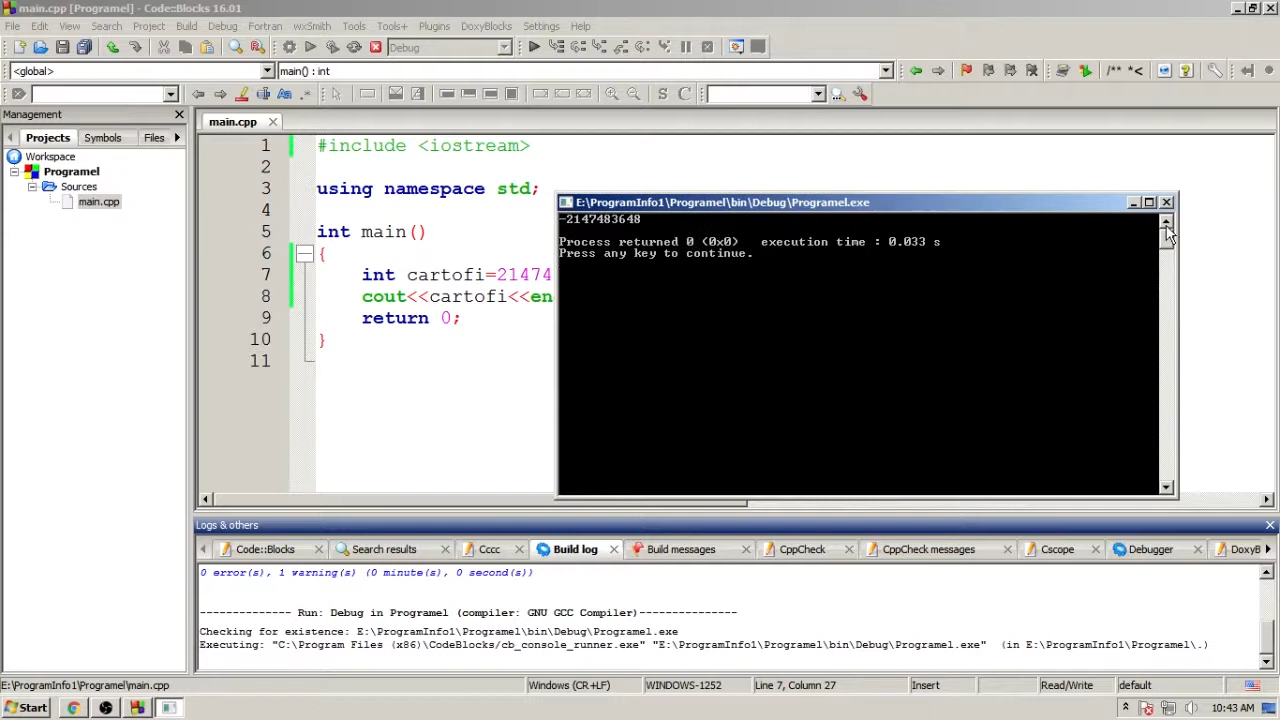 main.cpp [Programel] - Code::Blocks 16.01
File Edit View Search Project Build Debug Fortran wxSmith Tools Tools+ Plugins DoxyBlocks Settings Help
Debug
<global>
main() : int
/** *<
Management
Projects Symbols Files
Workspace
Programel
Sources
main.cpp
main.cpp
1 #include <iostream>
2
3 using namespace std;
4
5 int main()
6 {
7 int cartofi=21474
8 cout<<cartofi<<en
9 return 0;
10 }
11
E:\ProgramInfo1\Programel\bin\Debug\Programel.exe
-2147483648
Process returned 0 (0x0) execution time : 0.033 s
Press any key to continue.
Logs & others
Code::Blocks Search results Cccc Build log Build messages CppCheck CppCheck messages Cscope Debugger DoxyB
0 error(s), 1 warning(s) (0 minute(s), 0 second(s))
-------------- Run: Debug in Programel (compiler: GNU GCC Compiler)---------------
Checking for existence: E:\ProgramInfo1\Programel\bin\Debug\Programel.exe
Executing: "C:\Program Files (x86)\CodeBlocks/cb_console_runner.exe" "E:\ProgramInfo1\Programel\bin\Debug\Programel.exe" (in E:\ProgramInfo1\Programel\.)
E:\ProgramInfo1\Programel\main.cpp Windows (CR+LF) WINDOWS-1252 Line 7, Column 27 Insert Read/Write default
Start 10:43 AM